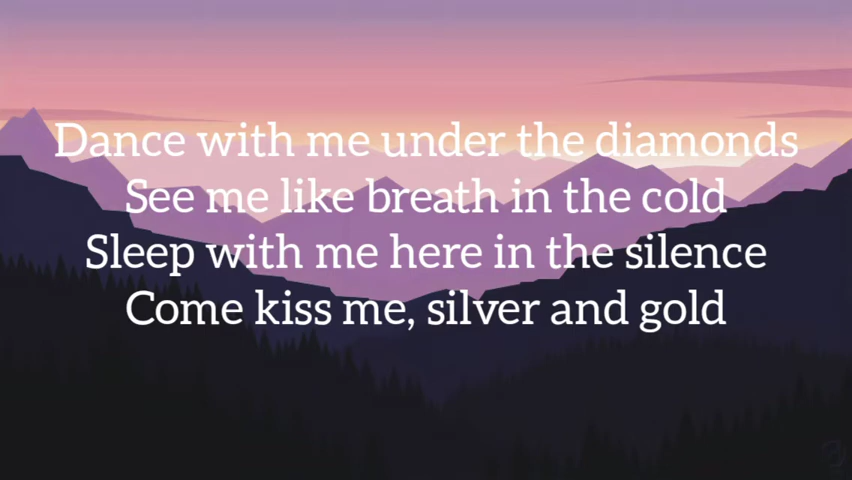 Dance with me under the diamonds
See me like breath in the cold
Sleep with me here in the silence
Come kiss me, silver and gold